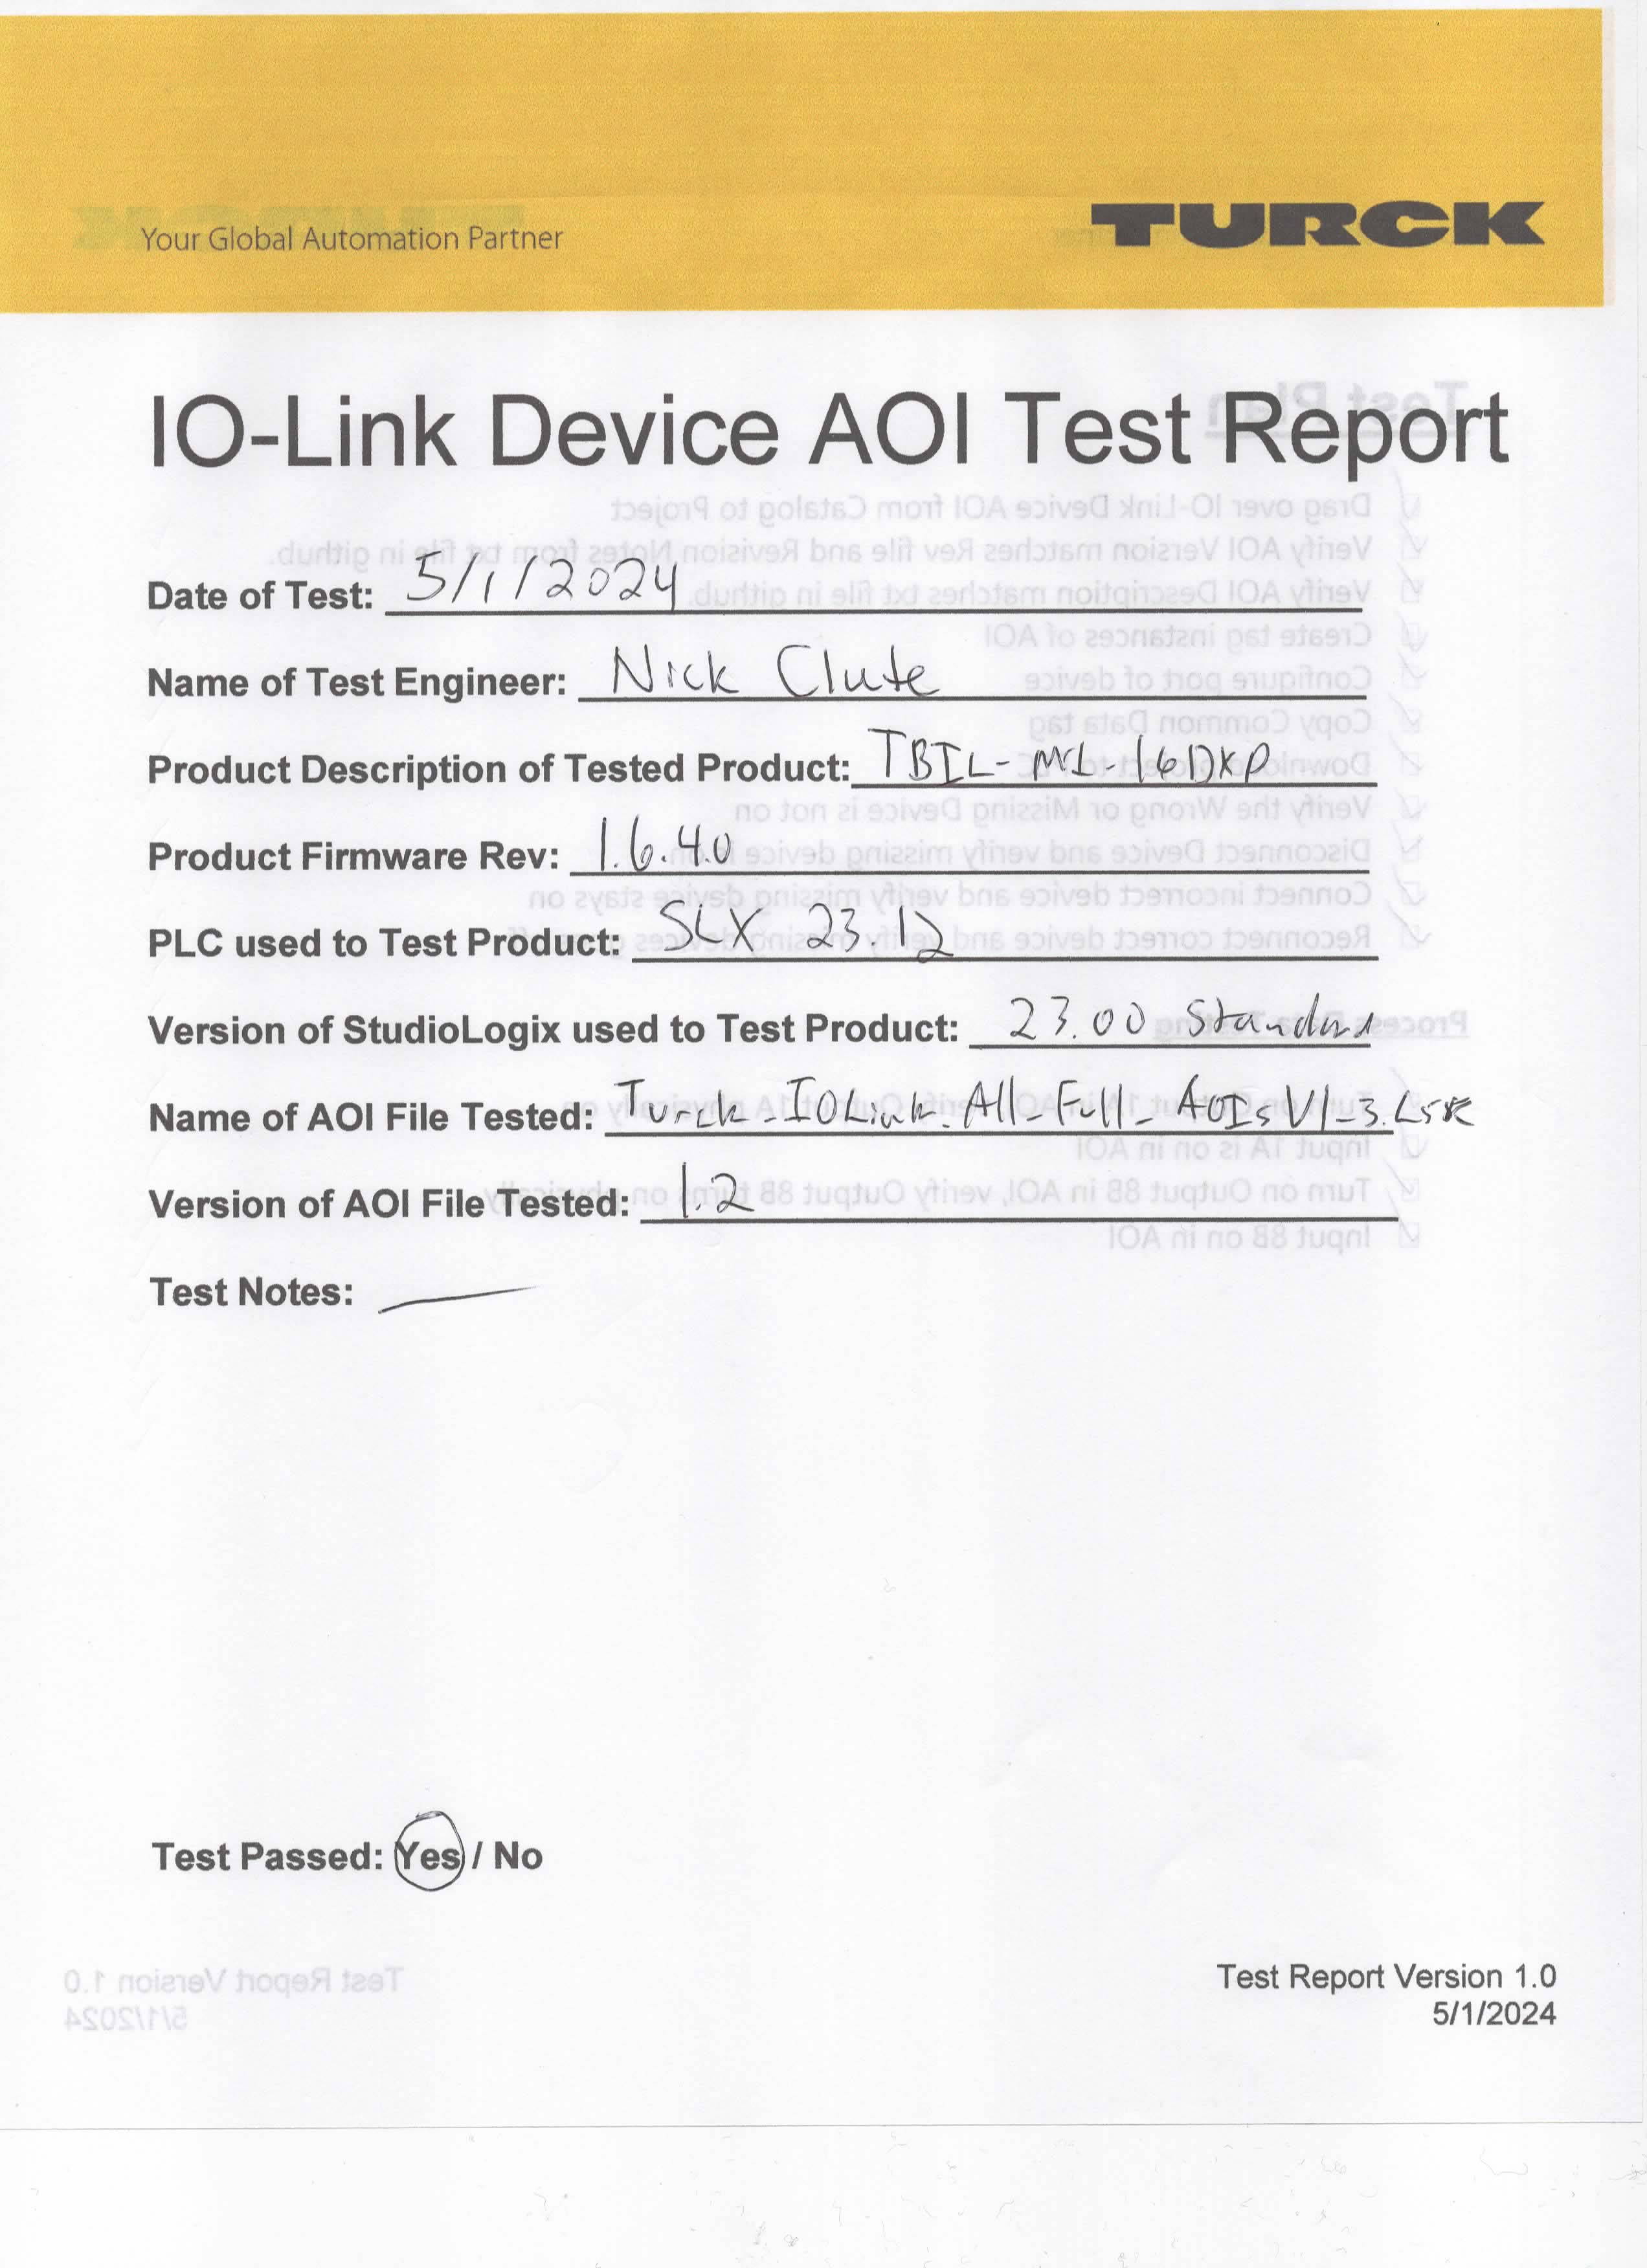 Your Global Automation Partner
TURCK
IO-Link Device AOI Test Report
Date of Test: 5/1/2024
Name of Test Engineer: Nick Clute
Product Description of Tested Product: TBIL-M1-16DXP
Product Firmware Rev: 1.6.4.0
PLC used to Test Product: SLX 23.12
Version of StudioLogix used to Test Product: 23.00 Standard
Name of AOI File Tested: Turck_IOLink_All_Full_AOIs V1_3.L5K
Version of AOI File Tested: 1.2
Test Notes: —
Test Passed: Yes / No
Test Report Version 1.0
5/1/2024